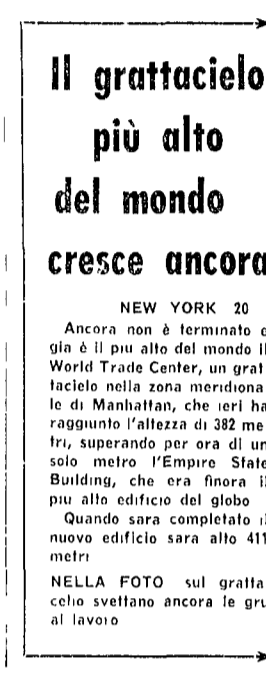 Il grattacielo
più alto
del mondo
cresce ancora
NEW YORK 20
Ancora non è terminato e
gia è il piu alto del mondo il
World Trade Center, un grat
tacielo nella zona meridiona
le di Manhattan, che ieri ha
raggiunto l'altezza di 382 me
tri, superando per ora di un
solo metro l'Empire State
Building, che era finora il
piu alto edificio del globo
Quando sara completato il
nuovo edificio sara alto 411
metri
NELLA FOTO sul gratta
celio svettano ancora le gru
al lavoro